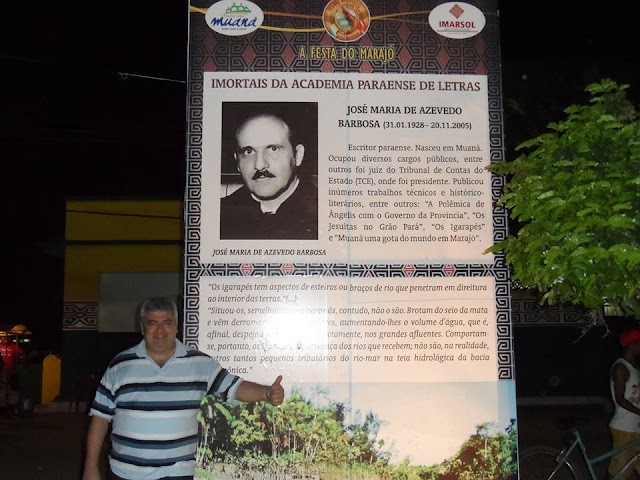 muaná
A FESTA DO MARAJÓ
IMARSOL
IMORTAIS DA ACADEMIA PARAENSE DE LETRAS
JOSÉ MARIA DE AZEVEDO
BARBOSA (31.01.1928– 20.11.2005)
Escritor paraense. Nasceu em Muaná.
Ocupou diversos cargos públicos, entre
outros foi juiz do Tribunal de Contas do
Estado (TCE), onde foi presidente. Publicou
inúmeros trabalhos técnicos e histórico-
literários, entre outros: "A Polêmica de
Ângelis com o Governo da Província", "Os
Jesuítas no Grão Pará", "Os Igarapés"
e "Muaná uma gota do mundo em Marajó".
JOSÉ MARIA DE AZEVEDO BARBOSA
"Os igarapés tem aspectos de esteiros ou braços de rio que penetram em direitura
ao interior das terras."(...)
"Situou-os, contudo, não o são. Brotam do seio da mata
e vêm aumentando-lhes o volume d'água, que é,
afinal, nos grandes afluentes. Comportam-
se, portanto, dos rios que recebem; não são, na realidade,
outros tantos pequenos tributários do rio-mar na teia hidrológica da bacia